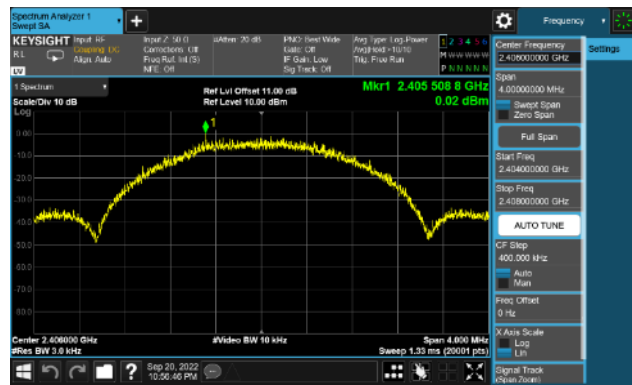 Spectrum Analyzer 1
Swept SA
Frequency
KEYSIGHT
Input: RF
Input Z: 50 Ω
#Atten: 20 dB
PNO: Best Wide
Avg Type: Log-Power
1 2 3 4 5 6
RL
Coupling: DC
Corrections: Off
Gate: Off
Avg|Hold:>10/10
M W W W W W
Align: Auto
Freq Ref: Int (S)
IF Gain: Low
Trig: Free Run
NFE: Off
Sig Track: Off
P N N N N N
LV
1 Spectrum
Scale/Div 10 dB
Ref Lvl Offset 11.00 dB
Ref Level 10.00 dBm
Mkr1 2.405 508 8 GHz
0.02 dBm
Log
1
0.00
-10.0
-20.0
-30.0
-40.0
-50.0
-60.0
-70.0
-80.0
Center 2.406000 GHz
#Video BW 10 kHz
Span 4.000 MHz
#Res BW 3.0 kHz
Sweep 1.33 ms (20001 pts)
Sep 20, 2022
10:56:46 PM
?
Center Frequency
2.406000000 GHz
Settings
Span
4.00000000 MHz
Swept Span
Zero Span
Full Span
Start Freq
2.404000000 GHz
Stop Freq
2.408000000 GHz
AUTO TUNE
CF Step
400.000 kHz
Auto
Man
Freq Offset
0 Hz
X Axis Scale
Log
Lin
Signal Track
(Span Zoom)